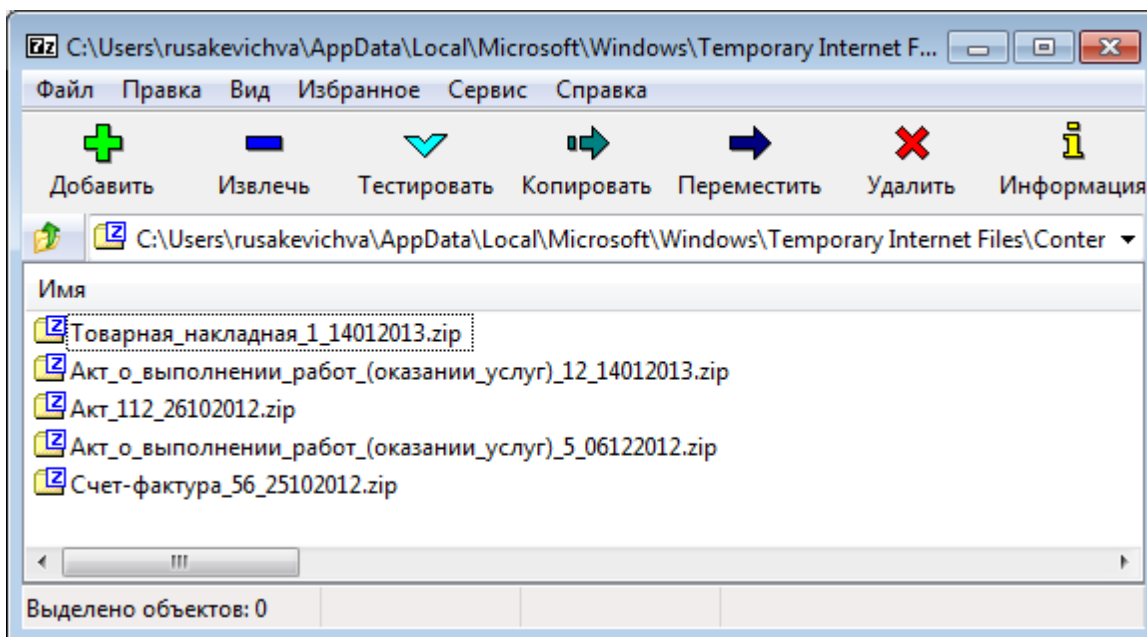 7z C:\Users\rusakevichva\AppData\Local\Microsoft\Windows\Temporary Internet F...
Файл Правка Вид Избранное Сервис Справка
Добавить Извлечь Тестировать Копировать Переместить Удалить Информация
C:\Users\rusakevichva\AppData\Local\Microsoft\Windows\Temporary Internet Files\Conter
Имя
Товарная_накладная_1_14012013.zip
Акт_о_выполнении_работ_(оказании_услуг)_12_14012013.zip
Акт_112_26102012.zip
Акт_о_выполнении_работ_(оказании_услуг)_5_06122012.zip
Счет-фактура_56_25102012.zip
Выделено объектов: 0